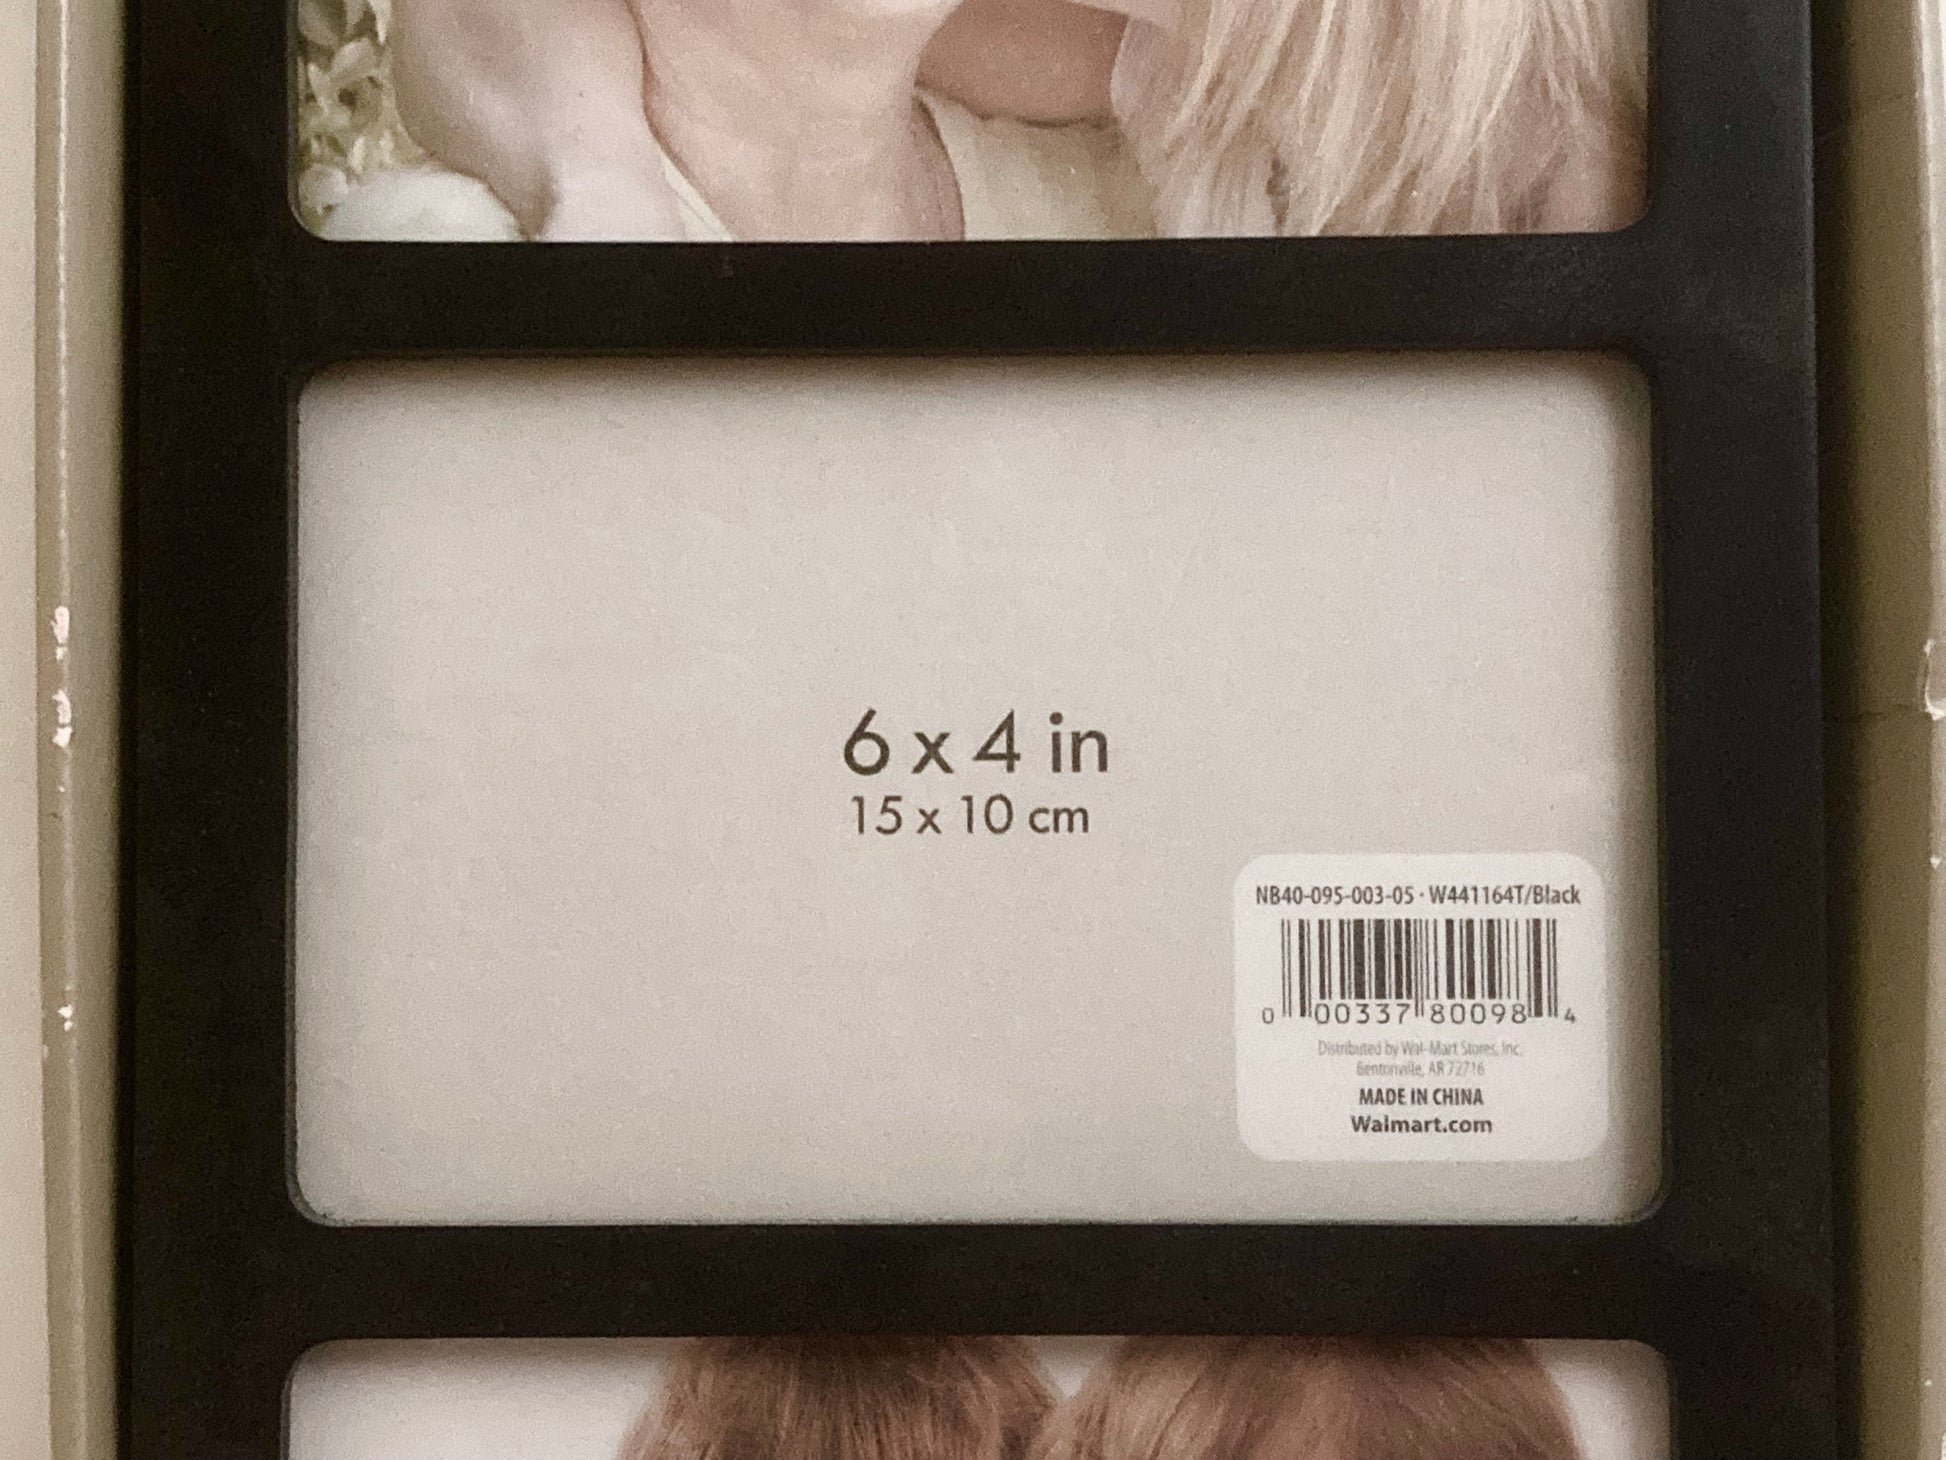 6 x 4 in
15 x 10 cm
NB40-095-003-05 · W441164T/Black
0 00337 80098 4
Distributed by Wal-Mart Stores, Inc.
Bentonville, AR 72716
MADE IN CHINA
Walmart.com